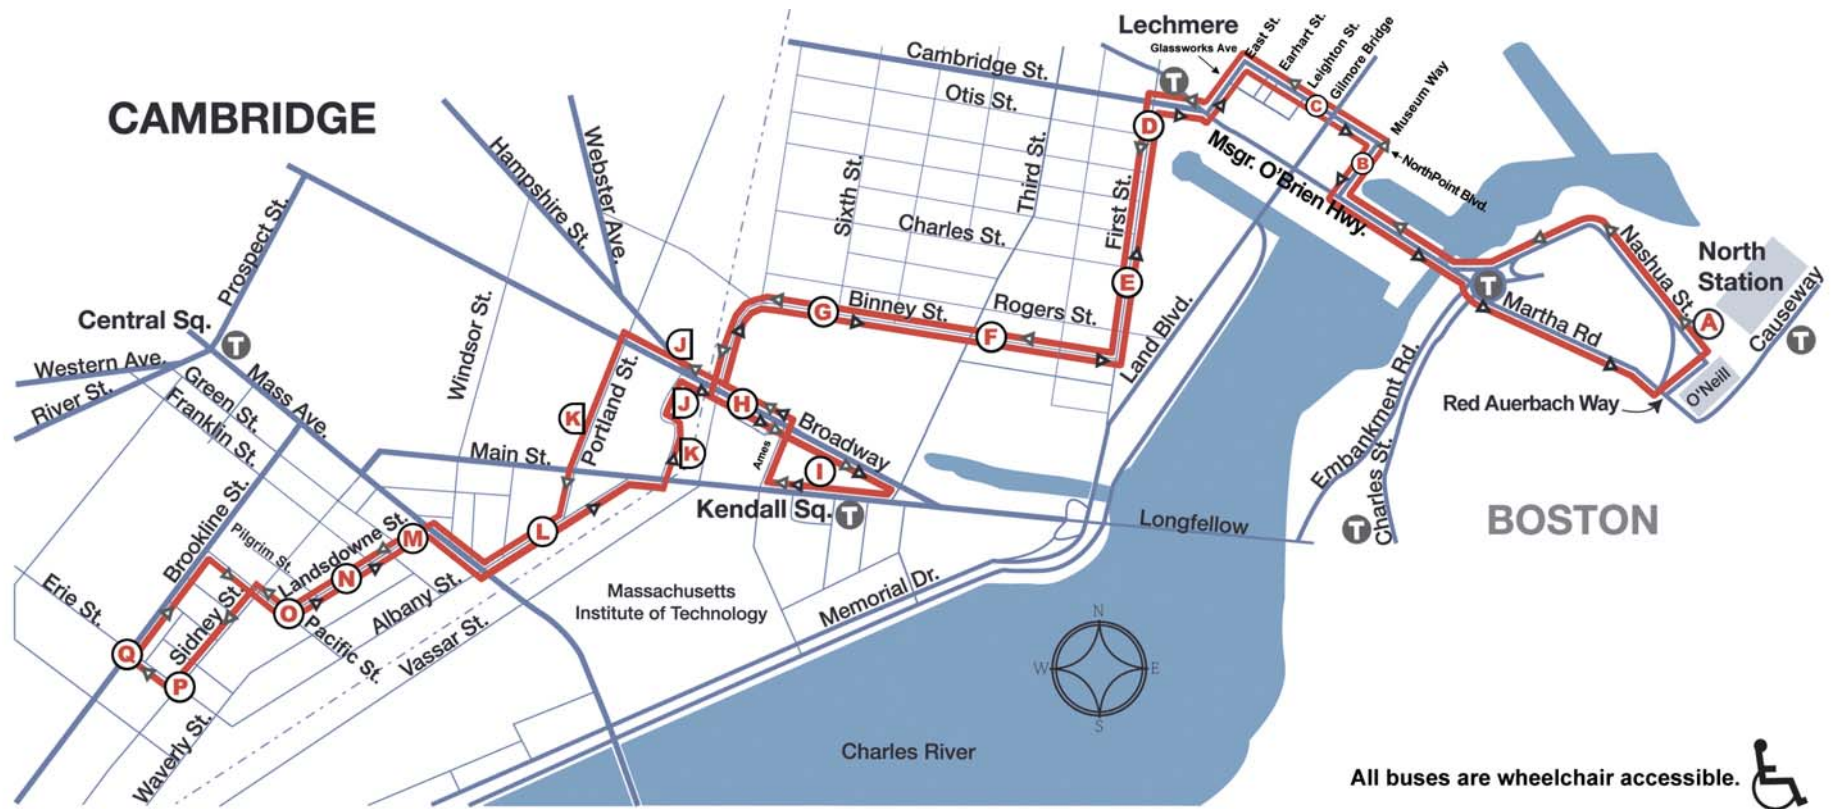 CAMBRIDGE
Lechmere
Glassworks Ave
East St.
Earhart St.
Leighton St.
Gilmore Bridge
Museum Way
NorthPoint Blvd.
T
Cambridge St.
Otis St.
Third St.
Sixth St.
Charles St.
First St.
Msgr. O'Brien Hwy.
Hampshire St.
Webster Ave.
Prospect St.
Central Sq.
T
Western Ave.
River St.
Green St.
Franklin St.
Mass Ave.
Windsor St.
Portland St.
Main St.
Binney St.
Rogers St.
Land Blvd.
Broadway
Ames
Kendall Sq.
T
Longfellow
Nashua St.
North
Station
Causeway
T
Martha Rd
T
O'Neill
Red Auerbach Way
Embankment Rd.
Charles St.
T
BOSTON
Brookline St.
Pilgrim St.
Landsdowne St.
Erie St.
Sidney St.
Pacific St.
Albany St.
Vassar St.
Waverly St.
Massachusetts
Institute of Technology
Memorial Dr.
Charles River
A
B
C
D
E
F
G
H
I
J
J
K
K
L
M
N
O
P
Q
N
W
E
S
All buses are wheelchair accessible.